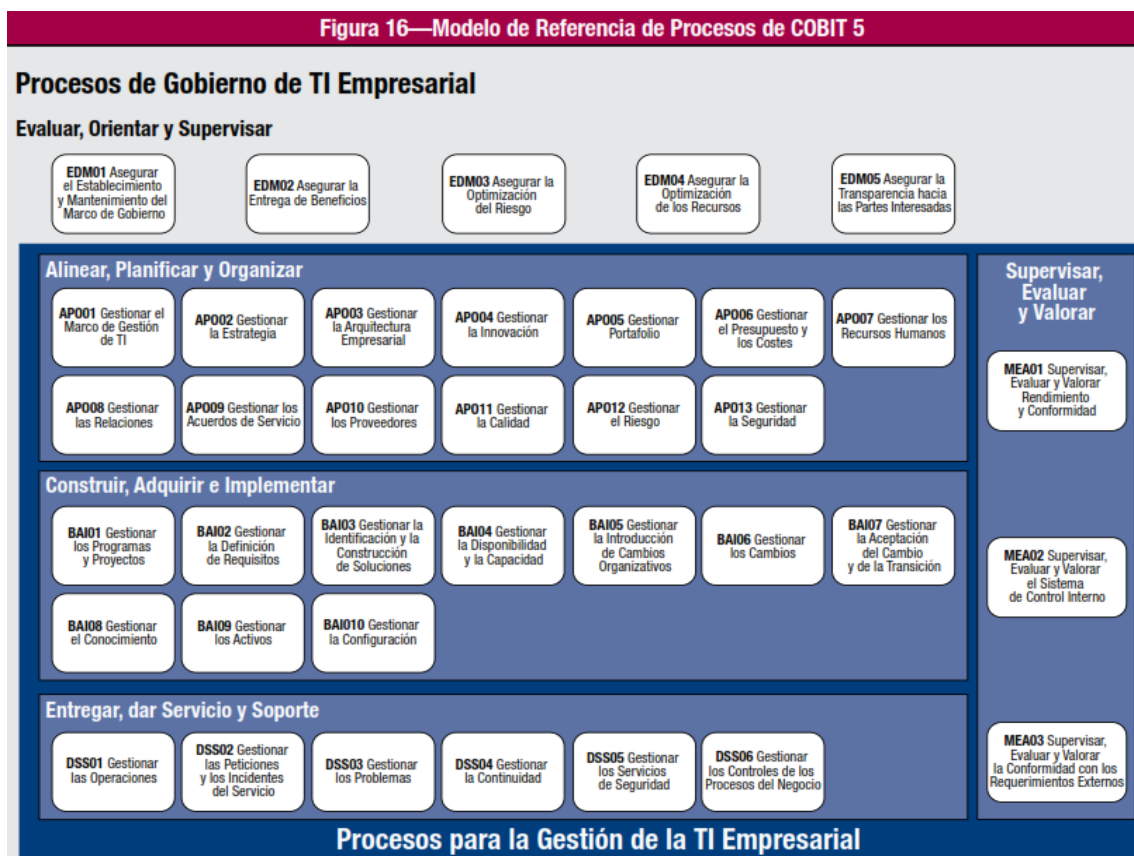 Figura 16—Modelo de Referencia de Procesos de COBIT 5
Procesos de Gobierno de TI Empresarial
Evaluar, Orientar y Supervisar
EDM01 Asegurar
el Establecimiento
y Mantenimiento del
Marco de Gobierno
EDM02 Asegurar la
Entrega de Beneficios
EDM03 Asegurar la
Optimización
del Riesgo
EDM04 Asegurar la
Optimización
de los Recursos
EDM05 Asegurar la
Transparencia hacia
las Partes Interesadas
Alinear, Planificar y Organizar
APO01 Gestionar el
Marco de Gestión
de TI
APO02 Gestionar
la Estrategia
APO03 Gestionar
la Arquitectura
Empresarial
APO04 Gestionar
la Innovación
APO05 Gestionar
Portafolio
APO06 Gestionar
el Presupuesto y
los Costes
APO07 Gestionar los
Recursos Humanos
APO08 Gestionar
las Relaciones
APO09 Gestionar los
Acuerdos de Servicio
APO10 Gestionar
los Proveedores
APO11 Gestionar
la Calidad
APO12 Gestionar
el Riesgo
APO13 Gestionar
la Seguridad
Construir, Adquirir e Implementar
BAI01 Gestionar
los Programas
y Proyectos
BAI02 Gestionar
la Definición
de Requisitos
BAI03 Gestionar la
Identificación y la
Construcción
de Soluciones
BAI04 Gestionar
la Disponibilidad
y la Capacidad
BAI05 Gestionar
la Introducción
de Cambios
Organizativos
BAI06 Gestionar
los Cambios
BAI07 Gestionar
la Aceptación
del Cambio
y de la Transición
BAI08 Gestionar
el Conocimiento
BAI09 Gestionar
los Activos
BAI010 Gestionar
la Configuración
Entregar, dar Servicio y Soporte
DSS01 Gestionar
las Operaciones
DSS02 Gestionar
las Peticiones
y los Incidentes
del Servicio
DSS03 Gestionar
los Problemas
DSS04 Gestionar
la Continuidad
DSS05 Gestionar
los Servicios
de Seguridad
DSS06 Gestionar
los Controles de los
Procesos del Negocio
Supervisar,
Evaluar
y Valorar
MEA01 Supervisar,
Evaluar y Valorar
Rendimiento
y Conformidad
MEA02 Supervisar,
Evaluar y Valorar
el Sistema
de Control Interno
MEA03 Supervisar,
Evaluar y Valorar
la Conformidad con los
Requerimientos Externos
Procesos para la Gestión de la TI Empresarial